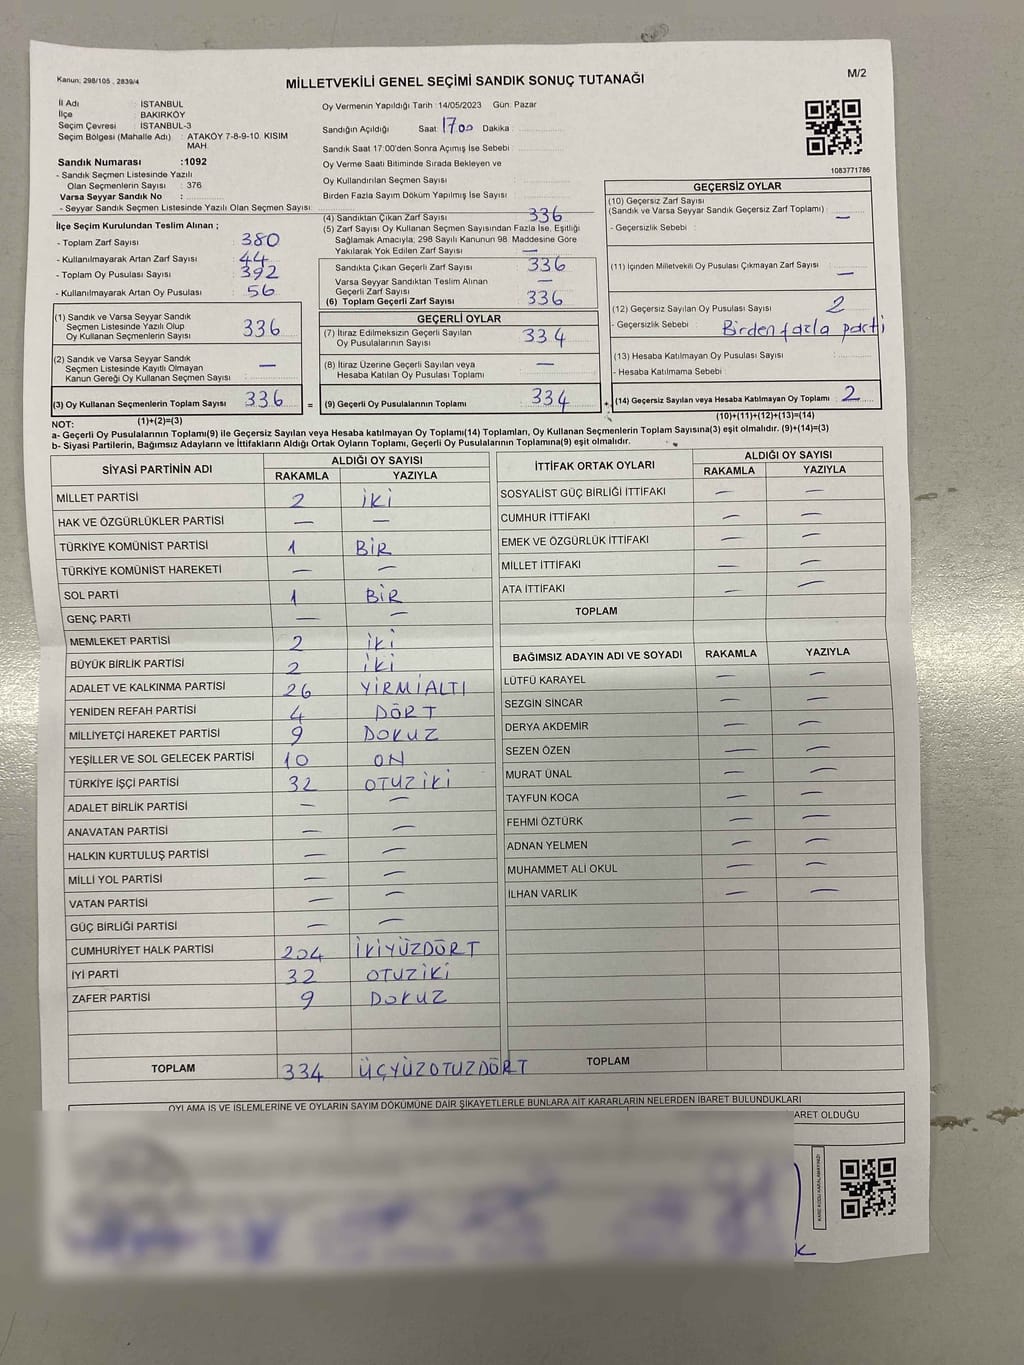 Kanun; 298/105 , 2839/4
MİLLETVEKİLİ GENEL SEÇİMİ SANDIK SONUÇ TUTANAĞI
M/2
İl Adı : İSTANBUL
İlçe : BAKIRKÖY
Seçim Çevresi : İSTANBUL-3
Seçim Bölgesi (Mahalle Adı) : ATAKÖY 7-8-9-10. KISIM
MAH.
Sandık Numarası :1092
- Sandık Seçmen Listesinde Yazılı
Olan Seçmenlerin Sayısı : 376
Varsa Seyyar Sandık No :
- Seyyar Sandık Seçmen Listesinde Yazılı Olan Seçmen Sayısı:
Oy Vermenin Yapıldığı Tarih : 14/05/2023 Gün: Pazar
Sandığın Açıldığı Saat: 17.00 Dakika :
Sandık Saat 17:00'den Sonra Açımış İse Sebebi :
Oy Verme Saati Bitiminde Sırada Bekleyen ve
Oy Kullandırılan Seçmen Sayısı :
Birden Fazla Sayım Döküm Yapılmış İse Sayısı :
1083771786
İlçe Seçim Kurulundan Teslim Alınan ;
- Toplam Zarf Sayısı : 380
- Kullanılmayarak Artan Zarf Sayısı : 44
- Toplam Oy Pusulası Sayısı : 392
- Kullanılmayarak Artan Oy Pusulası : 56
(1) Sandık ve Varsa Seyyar Sandık
Seçmen Listesinde Yazılı Olup
Oy Kullanan Seçmenlerin Sayısı : 336
(2) Sandık ve Varsa Seyyar Sandık
Seçmen Listesinde Kayıtlı Olmayan
Kanun Gereği Oy Kullanan Seçmen Sayısı : —
(3) Oy Kullanan Seçmenlerin Toplam Sayısı : 336
(1)+(2)=(3)
(4) Sandıktan Çıkan Zarf Sayısı : 336
(5) Zarf Sayısı Oy Kullanan Seçmen Sayısından Fazla İse, Eşitliği
Sağlamak Amacıyla; 298 Sayılı Kanunun 98. Maddesine Göre
Yakılarak Yok Edilen Zarf Sayısı : —
Sandıkta Çıkan Geçerli Zarf Sayısı : 336
Varsa Seyyar Sandıktan Teslim Alınan
Geçerli Zarf Sayısı : —
(6) Toplam Geçerli Zarf Sayısı : 336
GEÇERLİ OYLAR
(7) İtiraz Edilmeksizin Geçerli Sayılan
Oy Pusulalarının Sayısı : 334
(8) İtiraz Üzerine Geçerli Sayılan veya
Hesaba Katılan Oy Pusulası Toplamı : —
= (9) Geçerli Oy Pusulalarının Toplamı : 334
GEÇERSİZ OYLAR
(10) Geçersiz Zarf Sayısı
(Sandık ve Varsa Seyyar Sandık Geçersiz Zarf Toplamı) : —
- Geçersizlik Sebebi :
(11) İçinden Milletvekili Oy Pusulası Çıkmayan Zarf Sayısı : —
(12) Geçersiz Sayılan Oy Pusulası Sayısı : 2
- Geçersizlik Sebebi : Birden fazla parti
(13) Hesaba Katılmayan Oy Pusulası Sayısı :
- Hesaba Katılmama Sebebi :
+ (14) Geçersiz Sayılan veya Hesaba Katılmayan Oy Toplamı : 2
(10)+(11)+(12)+(13)=(14)
NOT:
a- Geçerli Oy Pusulalarının Toplamı(9) ile Geçersiz Sayılan veya Hesaba katılmayan Oy Toplamı(14) Toplamları, Oy Kullanan Seçmenlerin Toplam Sayısına(3) eşit olmalıdır. (9)+(14)=(3)
b- Siyasi Partilerin, Bağımsız Adayların ve İttifakların Aldığı Ortak Oyların Toplamı, Geçerli Oy Pusulalarının Toplamına(9) eşit olmalıdır.
SİYASİ PARTİNİN ADI ALDIĞI OY SAYISI
RAKAMLA YAZIYLA
MİLLET PARTİSİ 2 İKİ
HAK VE ÖZGÜRLÜKLER PARTİSİ — —
TÜRKİYE KOMÜNİST PARTİSİ 1 BİR
TÜRKİYE KOMÜNİST HAREKETİ — —
SOL PARTİ 1 BİR
GENÇ PARTİ — —
MEMLEKET PARTİSİ 2 İKİ
BÜYÜK BİRLİK PARTİSİ 2 İKİ
ADALET VE KALKINMA PARTİSİ 26 YİRMİALTI
YENİDEN REFAH PARTİSİ 4 DÖRT
MİLLİYETÇİ HAREKET PARTİSİ 9 DOKUZ
YEŞİLLER VE SOL GELECEK PARTİSİ 10 ON
TÜRKİYE İŞÇİ PARTİSİ 32 OTUZİKİ
ADALET BİRLİK PARTİSİ — —
ANAVATAN PARTİSİ — —
HALKIN KURTULUŞ PARTİSİ — —
MİLLİ YOL PARTİSİ — —
VATAN PARTİSİ — —
GÜÇ BİRLİĞİ PARTİSİ — —
CUMHURİYET HALK PARTİSİ 204 İKİYÜZDÖRT
İYİ PARTİ 32 OTUZİKİ
ZAFER PARTİSİ 9 DOKUZ
TOPLAM 334 ÜÇYÜZOTUZDÖRT
İTTİFAK ORTAK OYLARI ALDIĞI OY SAYISI
RAKAMLA YAZIYLA
SOSYALİST GÜÇ BİRLİĞİ İTTİFAKI — —
CUMHUR İTTİFAKI — —
EMEK VE ÖZGÜRLÜK İTTİFAKI — —
MİLLET İTTİFAKI — —
ATA İTTİFAKI — —
TOPLAM
BAĞIMSIZ ADAYIN ADI VE SOYADI RAKAMLA YAZIYLA
LÜTFÜ KARAYEL — —
SEZGİN SİNCAR — —
DERYA AKDEMİR — —
SEZEN ÖZEN — —
MURAT ÜNAL — —
TAYFUN KOCA — —
FEHMİ ÖZTÜRK — —
ADNAN YELMEN — —
MUHAMMET ALİ OKUL — —
İLHAN VARLIK — —
TOPLAM
OYLAMA İŞ VE İŞLEMLERİNE VE OYLARIN SAYIM DÖKÜMÜNE DAİR ŞİKAYETLERLE BUNLARA AİT KARARLARIN NELERDEN İBARET BULUNDUKLARI
ARET OLDUĞU